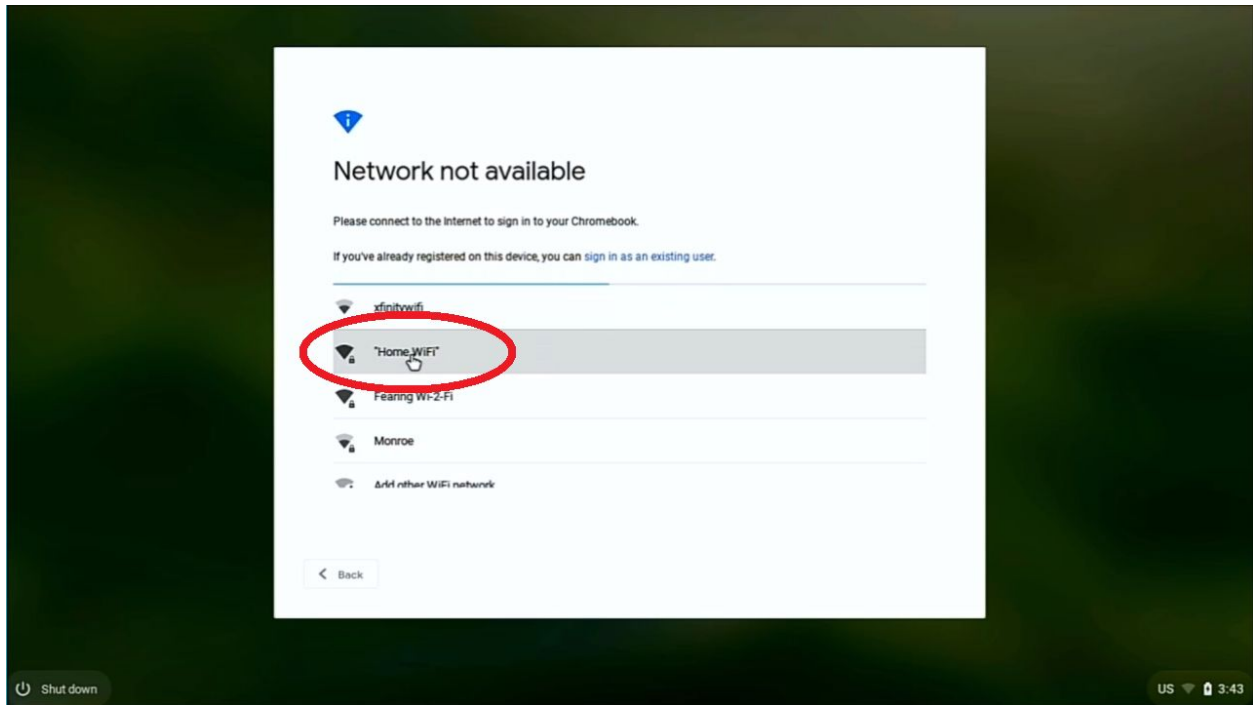 Network not available
Please connect to the Internet to sign in to your Chromebook.
If you've already registered on this device, you can sign in as an existing user.
xfinitywifi
"Home WiFi"
Fearing Wi-2-Fi
Monroe
Add other WiFi network
Back
Shut down
US 3:43